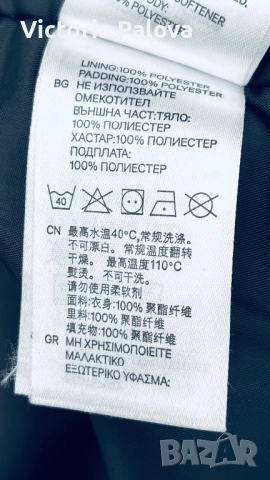 Victoria Palova
SOFTENER
100% POLYESTER
LINING:100% POLYESTER
PADDING:100% POLYESTER
BG НЕ ИЗПОЛЗВАЙТЕ
ОМЕКОТИТЕЛ
ВЪНШНА ЧАСТ:ТЯЛО:
100% ПОЛИЕСТЕР
ХАСТАР:100% ПОЛИЕСТЕР
ПОДПЛАТА:
100% ПОЛИЕСТЕР
40
CN 最高水温40°C,常规洗涤.
不可漂白。常规温度翻转
干燥。最高温度110°C
熨烫。不可干洗。
请勿使用柔软剂
面料:衣身:100% 聚酯纤维
里料:100% 聚酯纤维
填充物:100% 聚酯纤维
GR ΜΗ ΧΡΗΣΙΜΟΠΟΙΕΙΤΕ
ΜΑΛΑΚΤΙΚΟ
ΕΞΩΤΕΡΙΚΟ ΥΦΑΣΜΑ:
BAZAR